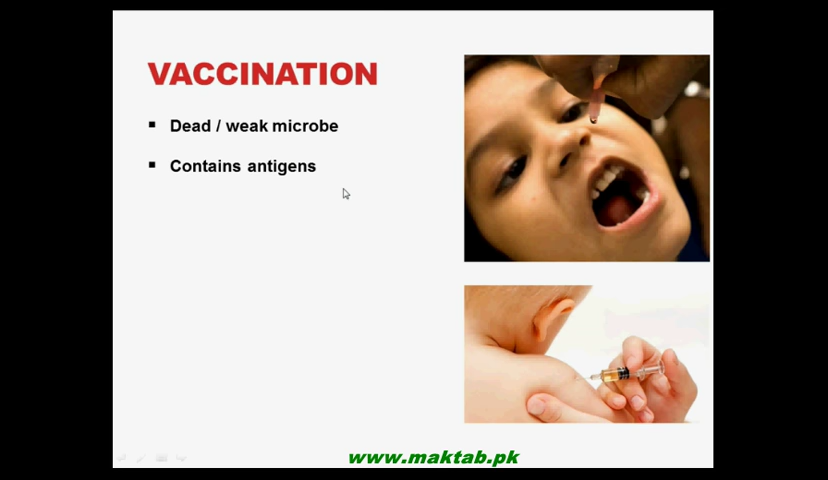 VACCINATION
Dead / weak microbe
Contains antigens
www.maktab.pk